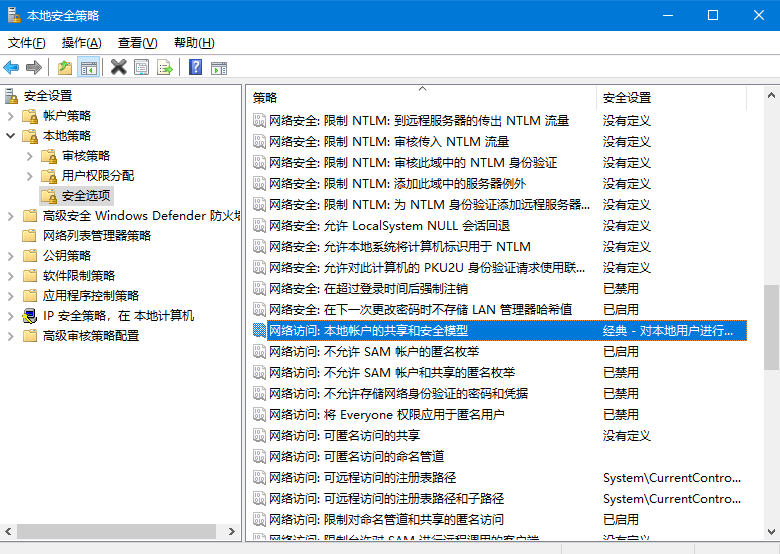 本地安全策略
文件(F) 操作(A) 查看(V) 帮助(H)
安全设置
帐户策略
本地策略
审核策略
用户权限分配
安全选项
高级安全 Windows Defender 防火墙
网络列表管理器策略
公钥策略
软件限制策略
应用程序控制策略
IP 安全策略，在 本地计算机
高级审核策略配置
策略 安全设置
网络安全: 限制 NTLM: 到远程服务器的传出 NTLM 流量 没有定义
网络安全: 限制 NTLM: 审核传入 NTLM 流量 没有定义
网络安全: 限制 NTLM: 审核此域中的 NTLM 身份验证 没有定义
网络安全: 限制 NTLM: 添加此域中的服务器例外 没有定义
网络安全: 限制 NTLM: 为 NTLM 身份验证添加远程服务器... 没有定义
网络安全: 允许 LocalSystem NULL 会话回退 没有定义
网络安全: 允许本地系统将计算机标识用于 NTLM 没有定义
网络安全: 允许对此计算机的 PKU2U 身份验证请求使用联... 没有定义
网络安全: 在超过登录时间后强制注销 已禁用
网络安全: 在下一次更改密码时不存储 LAN 管理器哈希值 已启用
网络访问: 本地帐户的共享和安全模型 经典 - 对本地用户进行...
网络访问: 不允许 SAM 帐户的匿名枚举 已启用
网络访问: 不允许 SAM 帐户和共享的匿名枚举 已禁用
网络访问: 不允许存储网络身份验证的密码和凭据 已禁用
网络访问: 将 Everyone 权限应用于匿名用户 已禁用
网络访问: 可匿名访问的共享 没有定义
网络访问: 可匿名访问的命名管道
网络访问: 可远程访问的注册表路径 System\CurrentContro...
网络访问: 可远程访问的注册表路径和子路径 System\CurrentContro...
网络访问: 限制对命名管道和共享的匿名访问 已启用
网络访问: 限制允许对 SAM 进行远程调用的客户端 没有定义